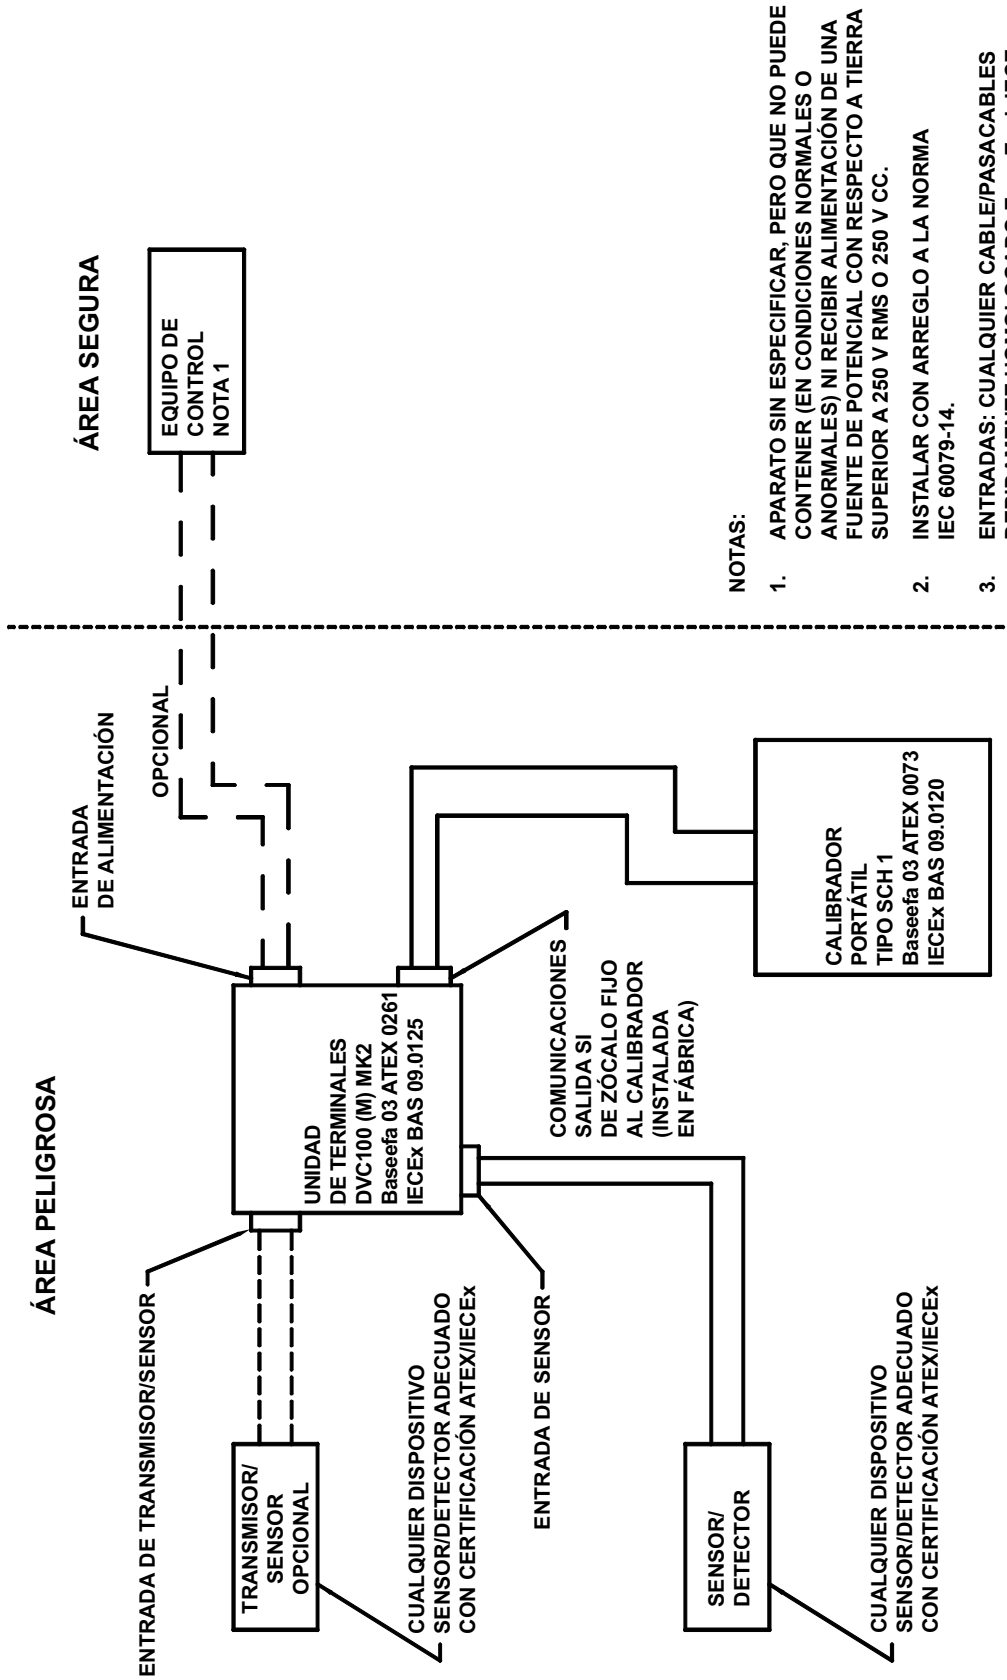 ÁREA PELIGROSA
ÁREA SEGURA
ENTRADA DE TRANSMISOR/SENSOR
TRANSMISOR/
SENSOR
OPCIONAL
CUALQUIER DISPOSITIVO
SENSOR/DETECTOR ADECUADO
CON CERTIFICACIÓN ATEX/IECEx
ENTRADA
DE ALIMENTACIÓN
OPCIONAL
EQUIPO DE
CONTROL
NOTA 1
UNIDAD
DE TERMINALES
DVC100 (M) MK2
Baseefa 03 ATEX 0261
IECEx BAS 09.0125
ENTRADA DE SENSOR
COMUNICACIONES
SALIDA SI
DE ZÓCALO FIJO
AL CALIBRADOR
(INSTALADA
EN FÁBRICA)
SENSOR/
DETECTOR
CUALQUIER DISPOSITIVO
SENSOR/DETECTOR ADECUADO
CON CERTIFICACIÓN ATEX/IECEx
CALIBRADOR
PORTÁTIL
TIPO SCH 1
Baseefa 03 ATEX 0073
IECEx BAS 09.0120
NOTAS:
1. APARATO SIN ESPECIFICAR, PERO QUE NO PUEDE
CONTENER (EN CONDICIONES NORMALES O
ANORMALES) NI RECIBIR ALIMENTACIÓN DE UNA
FUENTE DE POTENCIAL CON RESPECTO A TIERRA
SUPERIOR A 250 V RMS O 250 V CC.
2. INSTALAR CON ARREGLO A LA NORMA
IEC 60079-14.
3. ENTRADAS: CUALQUIER CABLE/PASACABLES